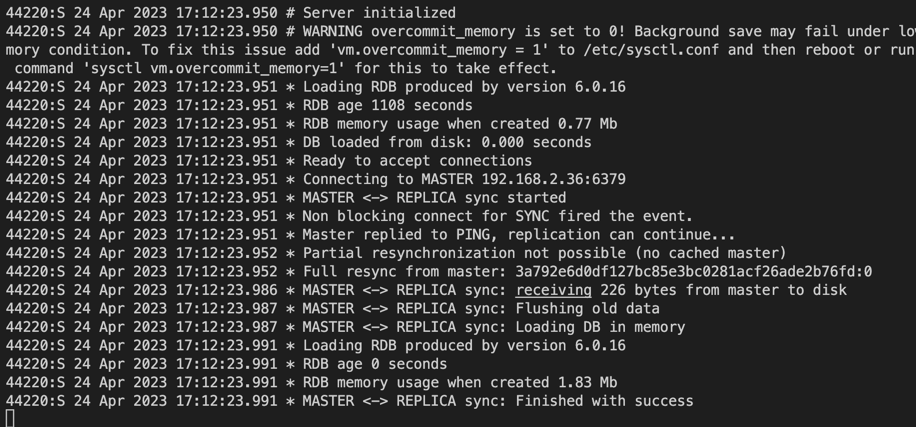 44220:S 24 Apr 2023 17:12:23.950 # Server initialized
44220:S 24 Apr 2023 17:12:23.950 # WARNING overcommit_memory is set to 0! Background save may fail under
mory condition. To fix this issue add 'vm.overcommit_memory = 1' to /etc/sysctl.conf and then reboot or run
command 'sysctl vm.overcommit_memory=1' for this to take effect.
44220:S 24 Apr 2023 17:12:23.951 * Loading RDB produced by version 6.0.16
44220:S 24 Apr 2023 17:12:23.951 * RDB age 1108 seconds
44220:S 24 Apr 2023 17:12:23.951 * RDB memory usage when created 0.77 Mb
44220:S 24 Apr 2023 17:12:23.951 * DB loaded from disk: 0.000 seconds
44220:S 24 Apr 2023 17:12:23.951 * Ready to accept connections
44220:S 24 Apr 2023 17:12:23.951 * Connecting to MASTER 192.168.2.36:6379
44220:S 24 Apr 2023 17:12:23.951 * MASTER <-> REPLICA sync started
44220:S 24 Apr 2023 17:12:23.951 * Non blocking connect for SYNC fired the event.
44220:S 24 Apr 2023 17:12:23.951 * Master replied to PING, replication can continue...
44220:S 24 Apr 2023 17:12:23.952 * Partial resynchronization not possible (no cached master)
44220:S 24 Apr 2023 17:12:23.952 * Full resync from master: 3a792e6d0df127bc85e3bc0281acf26ade2b76fd:0
44220:S 24 Apr 2023 17:12:23.986 * MASTER <-> REPLICA sync: receiving 226 bytes from master to disk
44220:S 24 Apr 2023 17:12:23.987 * MASTER <-> REPLICA sync: Flushing old data
44220:S 24 Apr 2023 17:12:23.987 * MASTER <-> REPLICA sync: Loading DB in memory
44220:S 24 Apr 2023 17:12:23.991 * Loading RDB produced by version 6.0.16
44220:S 24 Apr 2023 17:12:23.991 * RDB age 0 seconds
44220:S 24 Apr 2023 17:12:23.991 * RDB memory usage when created 1.83 Mb
44220:S 24 Apr 2023 17:12:23.991 * MASTER <-> REPLICA sync: Finished with success